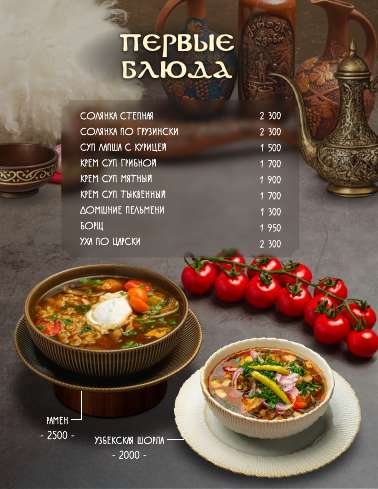 ПЕРВЫЕ
БЛЮДА
СОЛЯНКА СТЕПНАЯ 2 300
СОЛЯНКА ПО ГРУЗИНСКИ 2 300
СУП ЛАПША С КУРИЦЕЙ 1 500
КРЕМ СУП ГРИБНОЙ 1 700
КРЕМ СУП МЯТНЫЙ 1 900
КРЕМ СУП ТЫКВЕННЫЙ 1 700
ДОМАШНИЕ ПЕЛЬМЕНИ 1 300
БОРЩ 1 950
УХА ПО ЦАРСКИ 2 300
РАМЕН
- 2500 -
УЗБЕКСКАЯ ШОРПА
- 2000 -